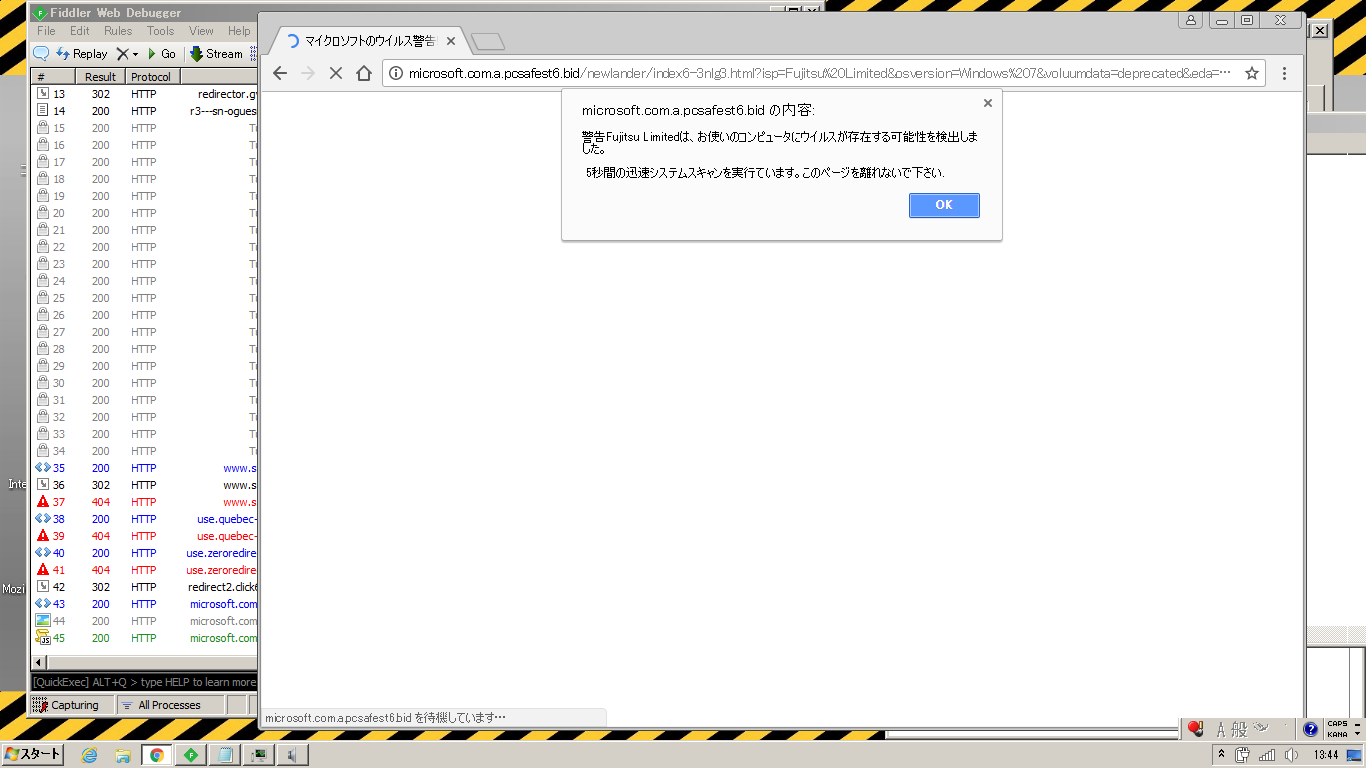 Fiddler Web Debugger
File Edit Rules Tools View Help
Replay Go Stream
# Result Protocol
13 302 HTTP redirector.g
14 200 HTTP r3---sn-ogues
15 200 HTTP
16 200 HTTP
17 200 HTTP
18 200 HTTP
19 200 HTTP
20 200 HTTP
21 200 HTTP
22 200 HTTP
23 200 HTTP
24 200 HTTP
25 200 HTTP
26 200 HTTP
27 200 HTTP
28 200 HTTP
29 200 HTTP
30 200 HTTP
31 200 HTTP
32 200 HTTP
33 200 HTTP
34 200 HTTP
35 200 HTTP www.s
36 302 HTTP www.s
37 404 HTTP www.s
38 200 HTTP use.quebec-
39 404 HTTP use.quebec-
40 200 HTTP use.zeroredire
41 404 HTTP use.zeroredire
42 302 HTTP redirect2.click
43 200 HTTP microsoft.com
44 200 HTTP microsoft.com
45 200 HTTP microsoft.com
[QuickExec] ALT+Q > type HELP to learn more
Capturing All Processes
Inte
Mozi
マイクロソフトのウイルス警告
microsoft.com.a.pcsafest6.bid/newlander/index6-3nlg3.html?isp=Fujitsu%20Limited&osversion=Windows%207&voluumdata=deprecated&eda=…
microsoft.com.a.pcsafest6.bid の内容:
警告Fujitsu Limitedは、お使いのコンピュータにウイルスが存在する可能性を検出しま
した。
5秒間の迅速システムスキャンを実行しています。このページを離れないで下さい.
OK
microsoft.com.a.pcsafest6.bid を待機しています…
A 般 CAPS
KANA
スタート
13:44